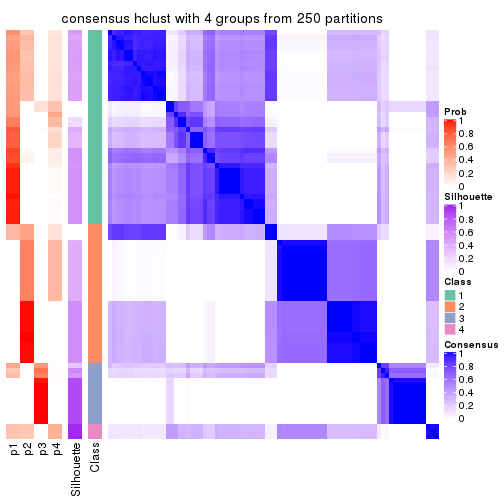 consensus hclust with 4 groups from 250 partitions
Prob
1
0.8
0.6
0.4
0.2
0
Silhouette
1
0.8
0.6
0.4
0.2
0
Class
1
2
3
4
Consensus
1
0.8
0.6
0.4
0.2
0
p1
p2
p3
p4
Silhouette
Class